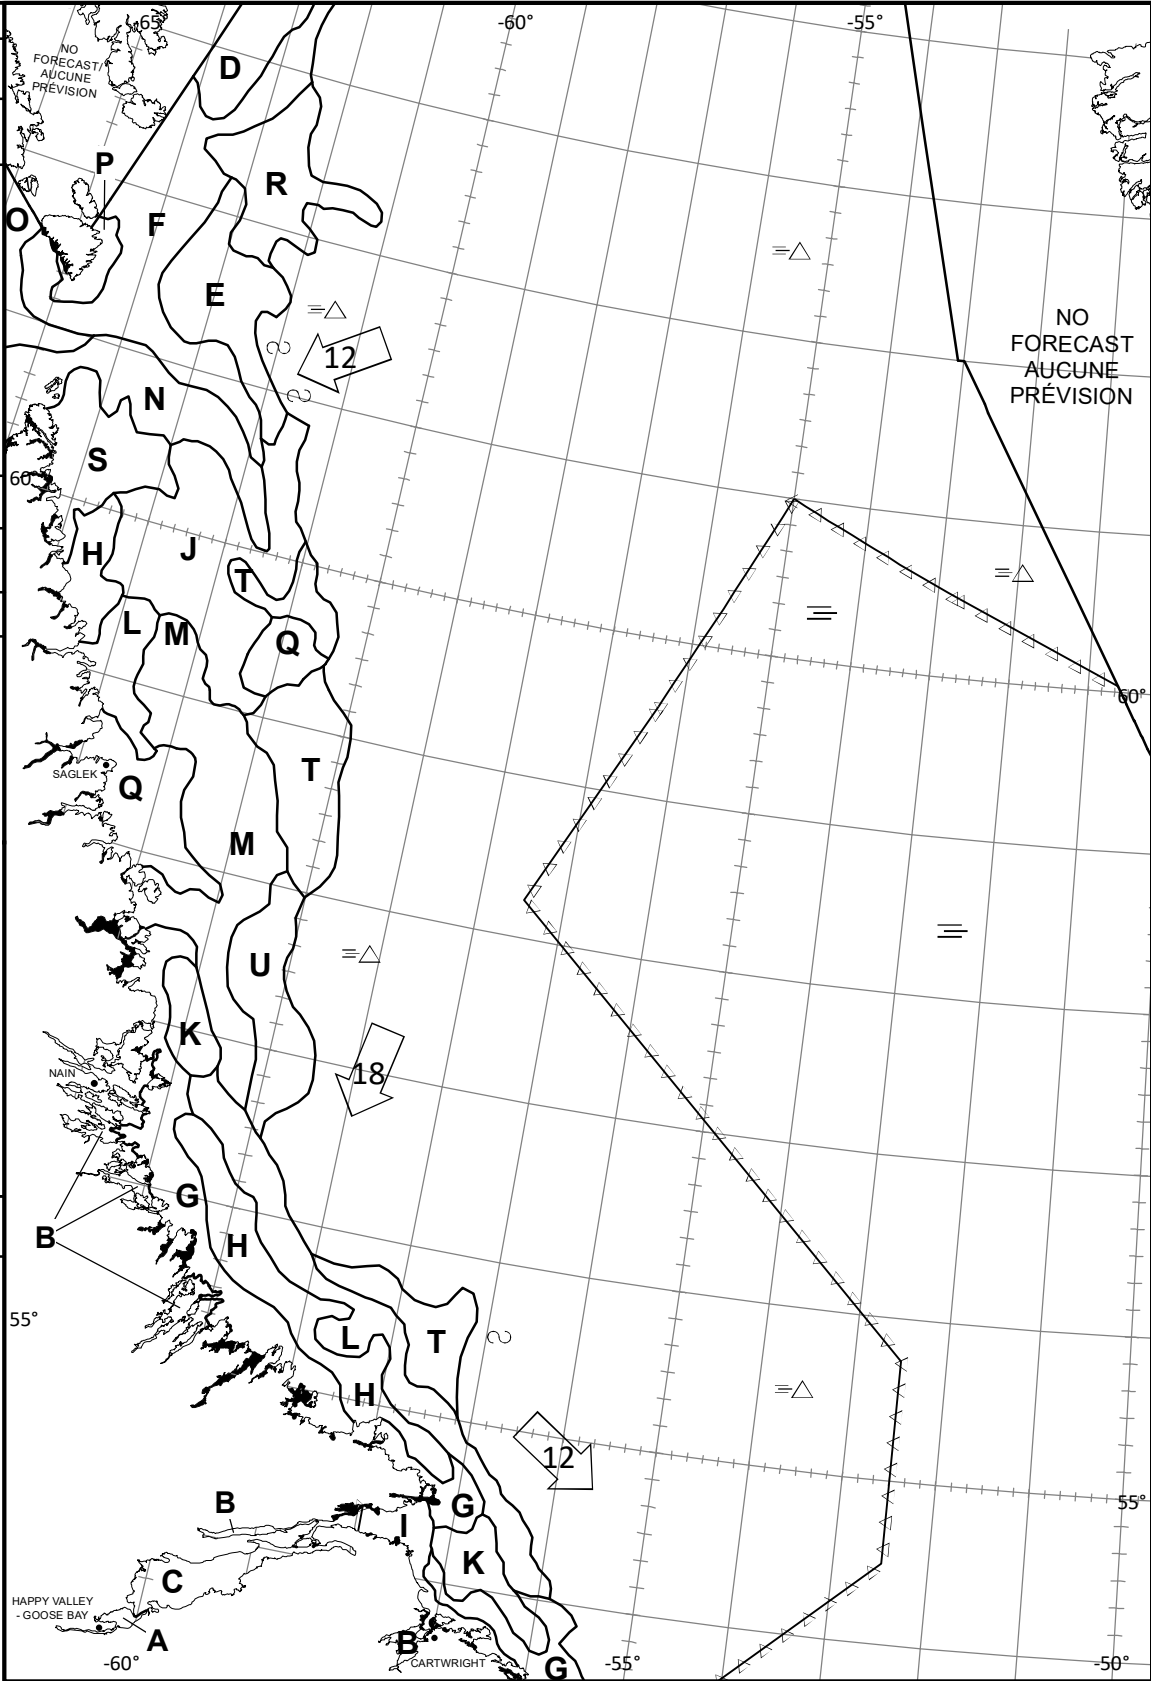 65
-60°
-55°
NO
FORECAST/
AUCUNE
PRÉVISION
D
P
R
O
F
E
NO
FORECAST
AUCUNE
PRÉVISION
12
N
S
60°
J
H
T
L
M
Q
60°
T
SAGLEK
Q
M
U
K
18
NAIN
G
B
H
55°
L
T
H
12
B
G
55°
I
K
C
HAPPY VALLEY
- GOOSE BAY
A
B
CARTWRIGHT
-60°
-55°
-50°
G